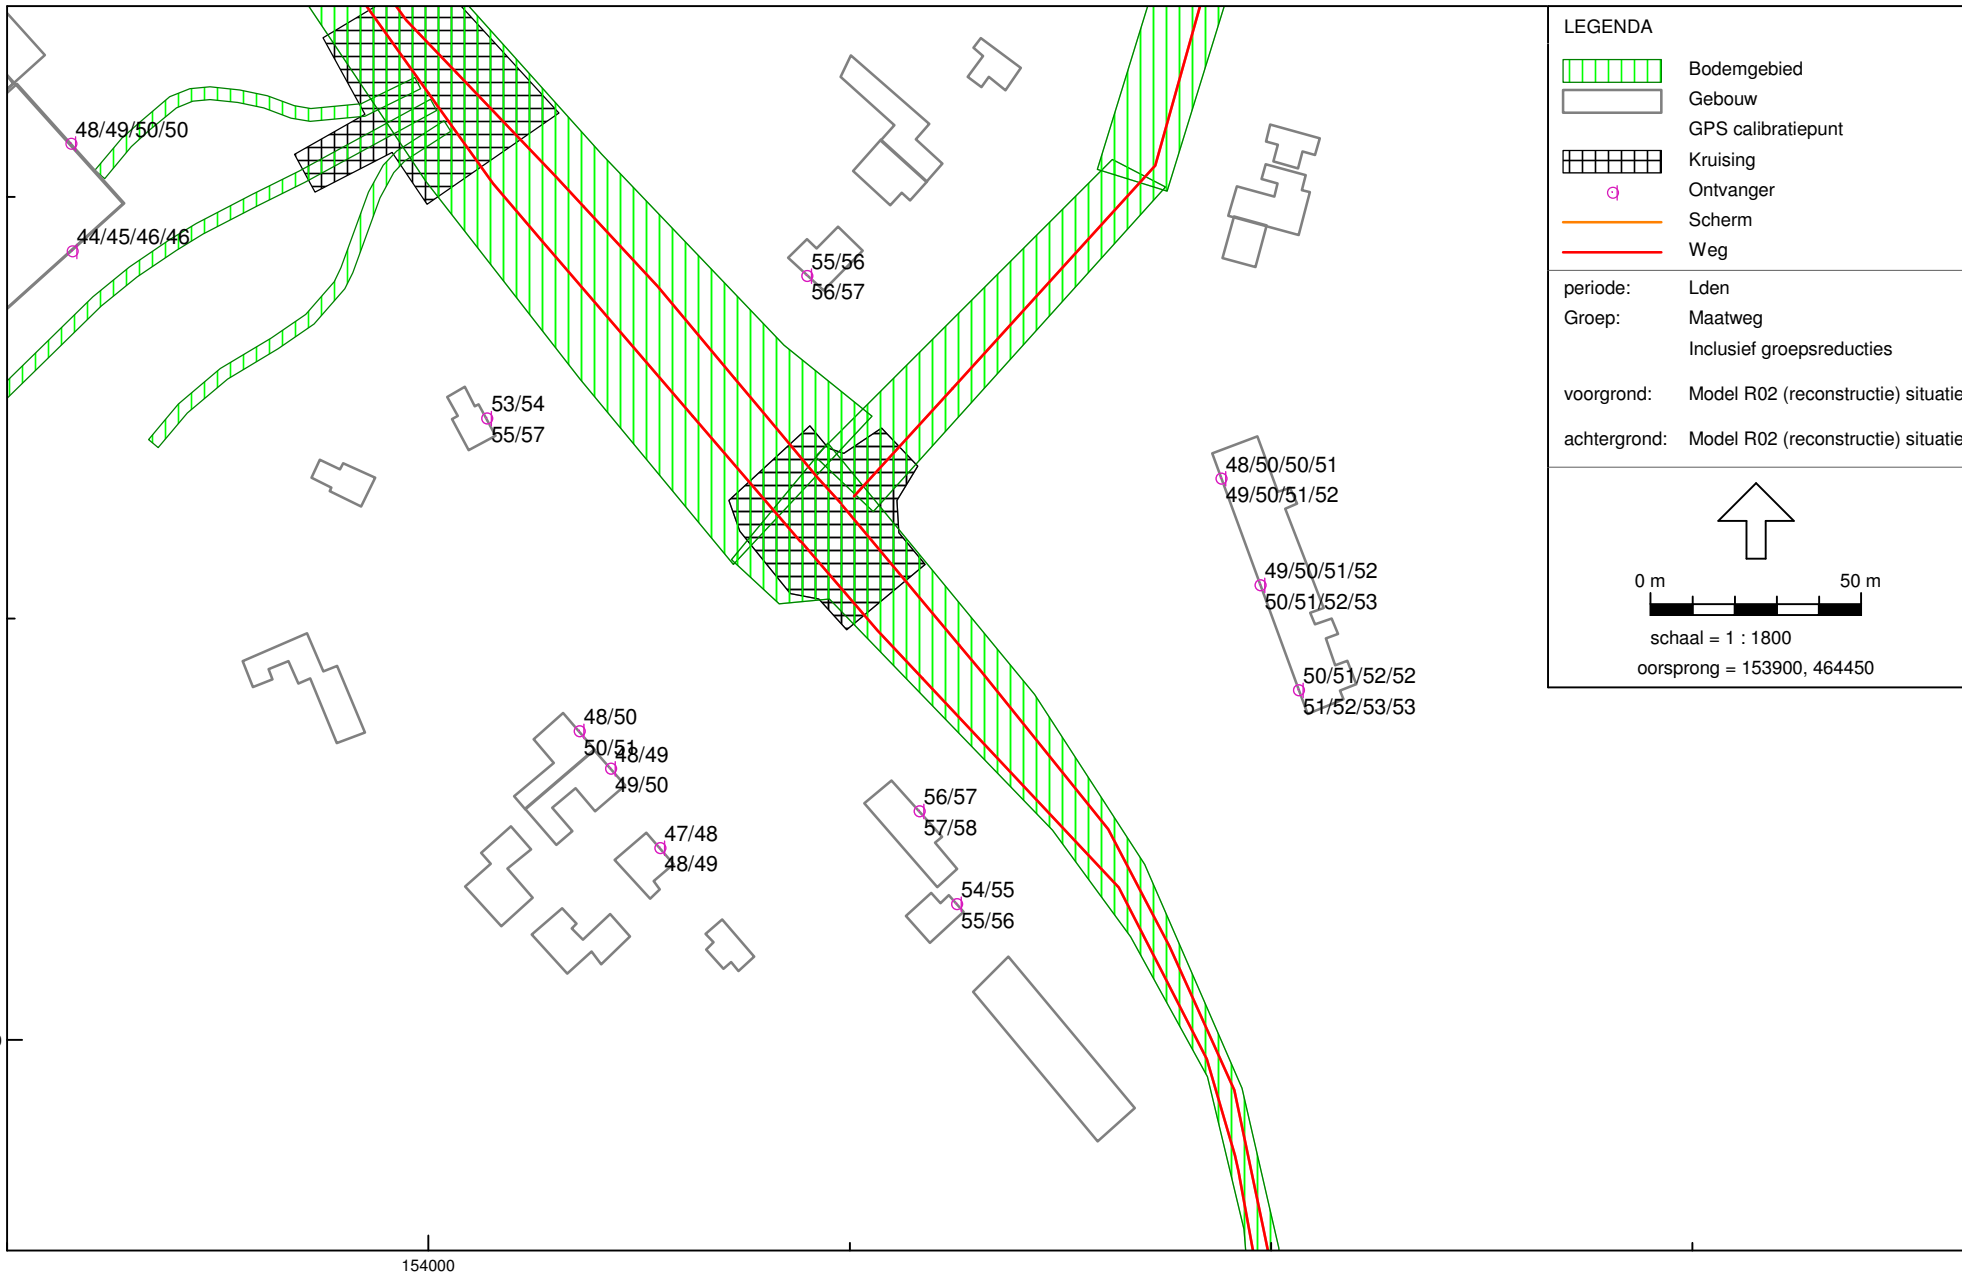 48/49/50/50
44/45/46/46
55/56
56/57
53/54
55/57
48/50/50/51
49/50/51/52
49/50/51/52
50/51/52/53
50/51/52/52
51/52/53/53
48/50
50/51
48/49
49/50
47/48
48/49
56/57
57/58
54/55
55/56
154000
LEGENDA
Bodemgebied
Gebouw
GPS calibratiepunt
Kruising
Ontvanger
Scherm
Weg
periode: Lden
Groep: Maatweg
Inclusief groepsreducties
voorgrond: Model R02 (reconstructie) situatie
achtergrond: Model R02 (reconstructie) situatie
0 m 50 m
schaal = 1 : 1800
oorsprong = 153900, 464450